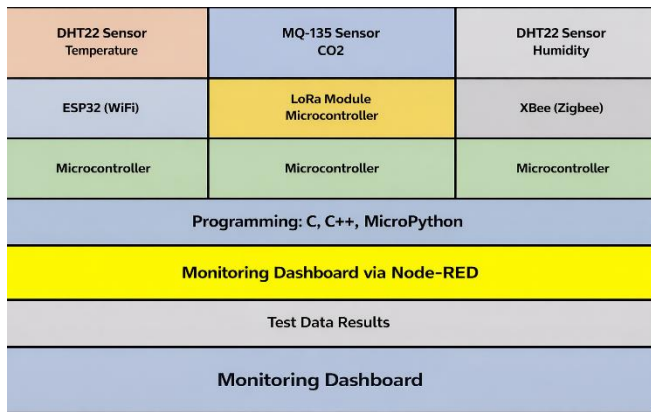 DHT22 Sensor
Temperature
MQ-135 Sensor
CO2
DHT22 Sensor
Humidity
ESP32 (WiFi)
LoRa Module
Microcontroller
XBee (Zigbee)
Microcontroller
Microcontroller
Microcontroller
Programming: C, C++, MicroPython
Monitoring Dashboard via Node-RED
Test Data Results
Monitoring Dashboard